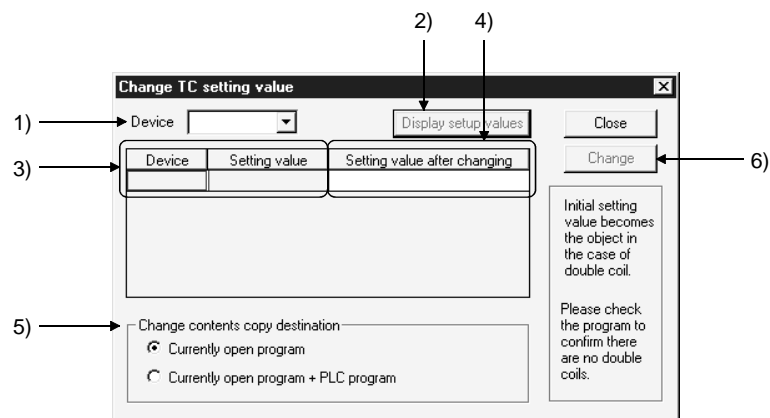 2) 4)
Change TC setting value
1) Device Display setup values Close
3) Device Setting value Setting value after changing Change 6)
Initial setting
value becomes
the object in
the case of
double coil.
Please check
the program to
confirm there
are no double
coils.
5) Change contents copy destination
Currently open program
Currently open program + PLC program